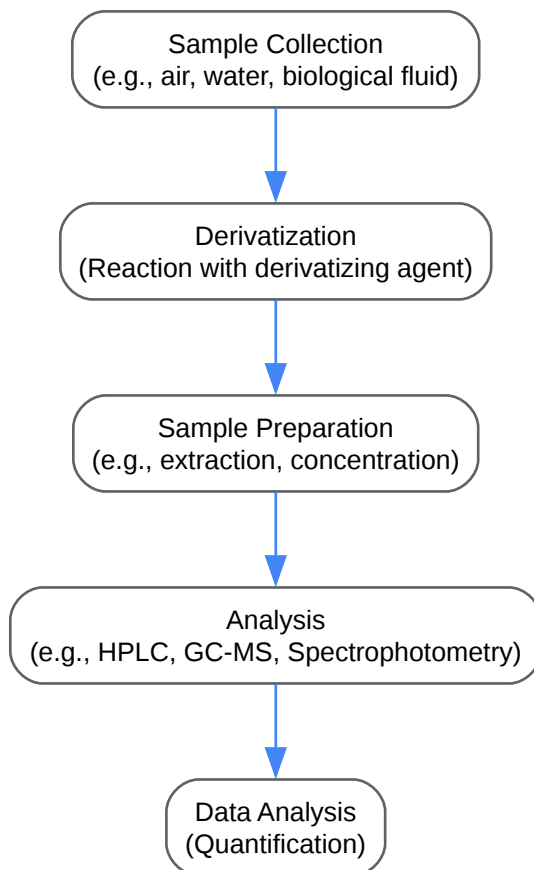 Sample Collection
(e.g., air, water, biological fluid)
Derivatization
(Reaction with derivatizing agent)
Sample Preparation
(e.g., extraction, concentration)
Analysis
(e.g., HPLC, GC-MS, Spectrophotometry)
Data Analysis
(Quantification)